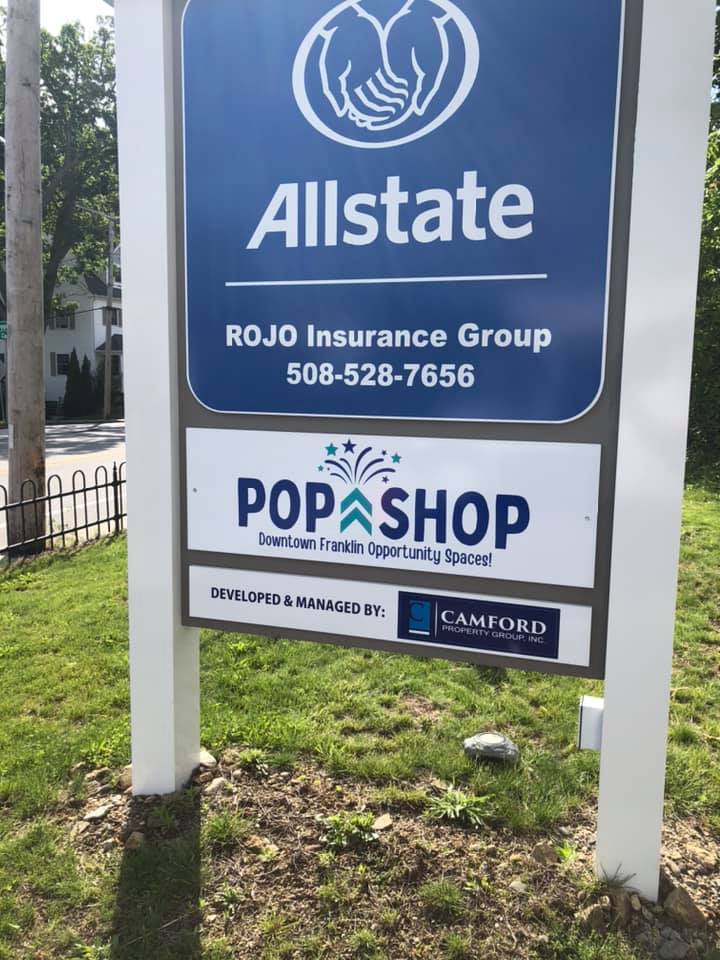 Allstate
ROJO Insurance Group
508-528-7656
POP SHOP
Downtown Franklin Opportunity Spaces!
DEVELOPED & MANAGED BY:
C
CAMFORD
PROPERTY GROUP, INC.